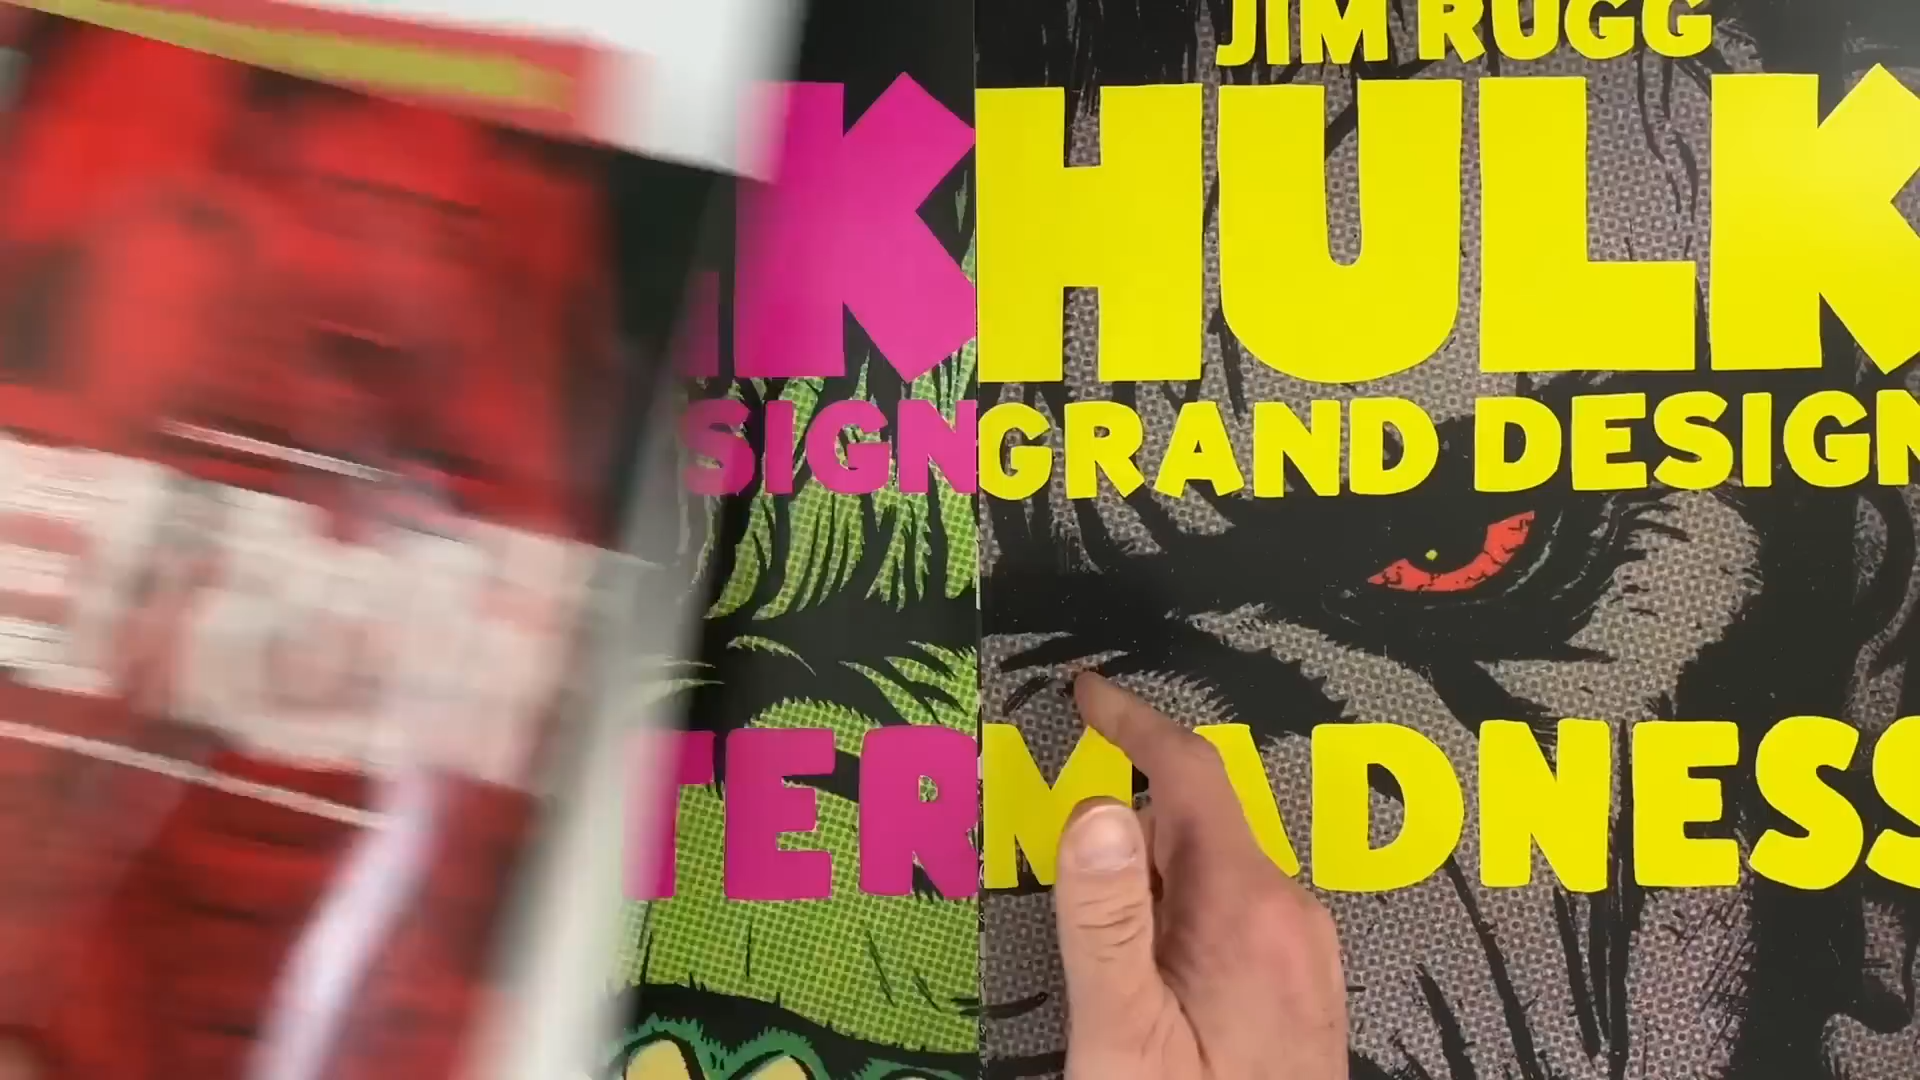 JIM RUGG
HULK
GRAND DESIGN
MADNESS
K
SIGN
TER